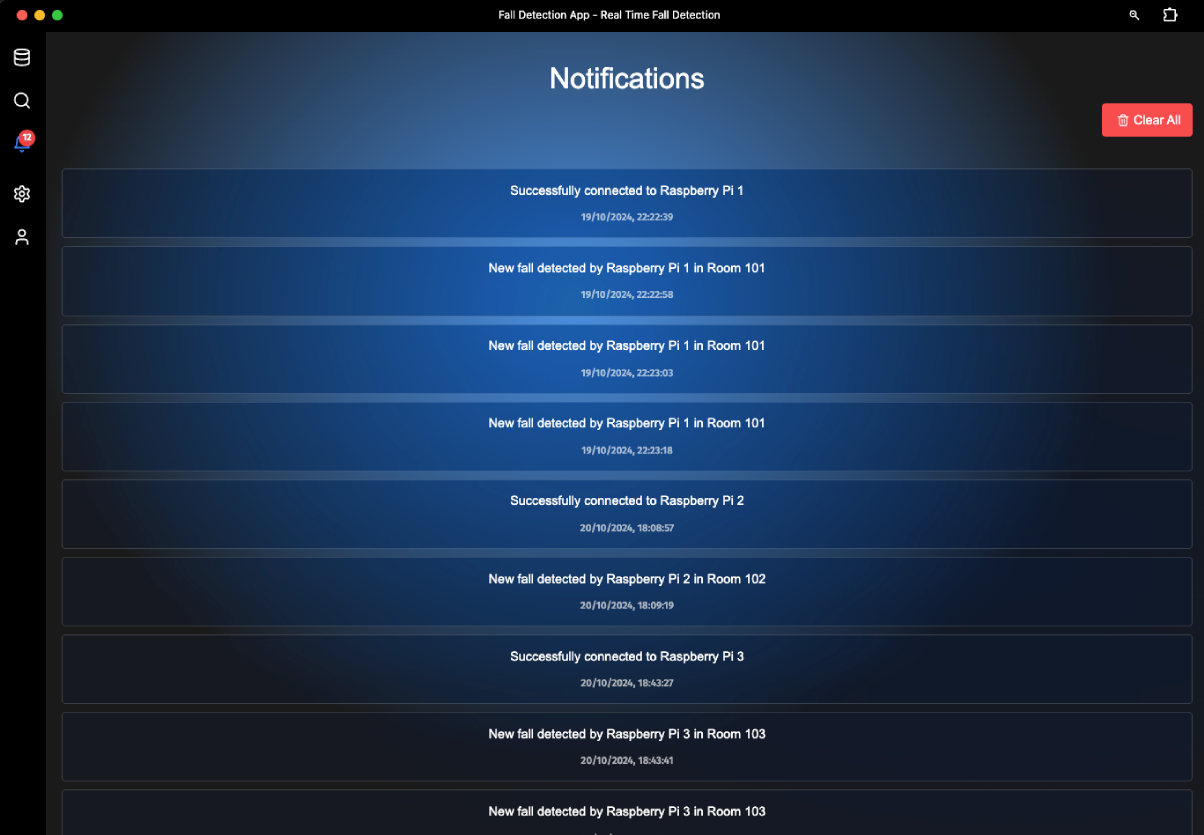 Fall Detection App - Real Time Fall Detection
12
Notifications
Clear All
Successfully connected to Raspberry Pi 1
19/10/2024, 22:22:39
New fall detected by Raspberry Pi 1 in Room 101
19/10/2024, 22:22:58
New fall detected by Raspberry Pi 1 in Room 101
19/10/2024, 22:23:03
New fall detected by Raspberry Pi 1 in Room 101
19/10/2024, 22:23:18
Successfully connected to Raspberry Pi 2
20/10/2024, 18:08:57
New fall detected by Raspberry Pi 2 in Room 102
20/10/2024, 18:09:19
Successfully connected to Raspberry Pi 3
20/10/2024, 18:43:27
New fall detected by Raspberry Pi 3 in Room 103
20/10/2024, 18:43:41
New fall detected by Raspberry Pi 3 in Room 103